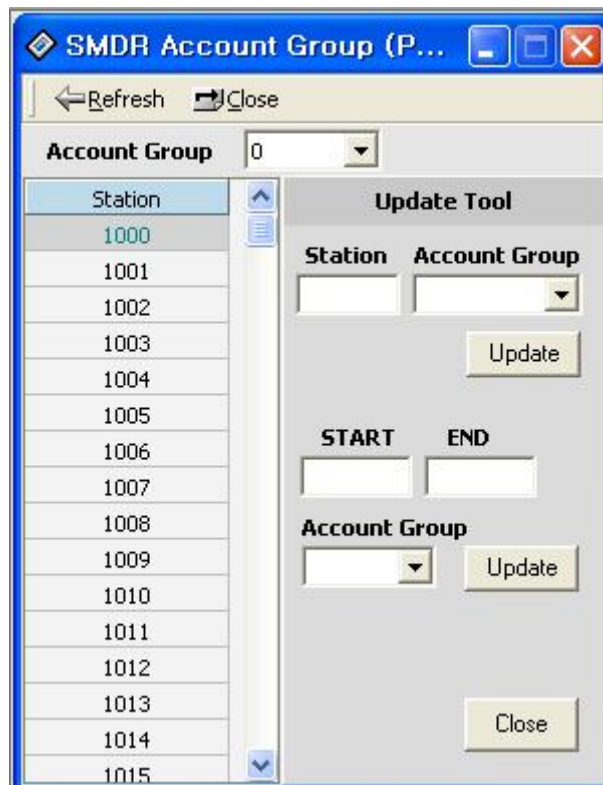 SMDR Account Group (P...
Refresh Close
Account Group 0
Station
1000
1001
1002
1003
1004
1005
1006
1007
1008
1009
1010
1011
1012
1013
1014
1015
Update Tool
Station Account Group
Update
START END
Account Group
Update
Close